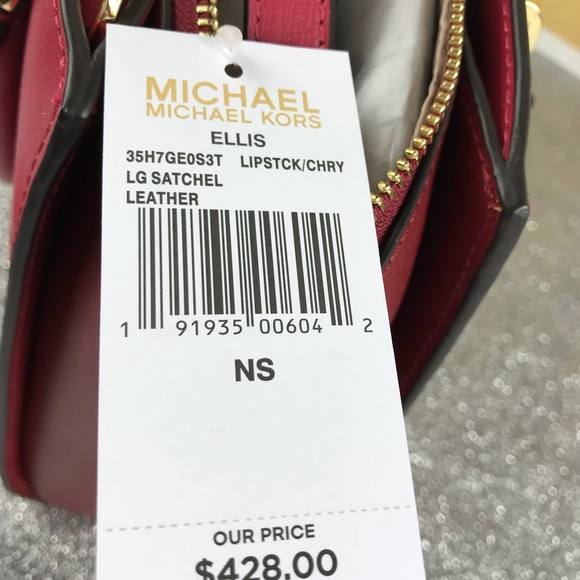 MICHAEL
MICHAEL KORS
ELLIS
35H7GE0S3T LIPSTCK/CHRY
LG SATCHEL
LEATHER
1 91935 00604 2
NS
OUR PRICE
$428.00